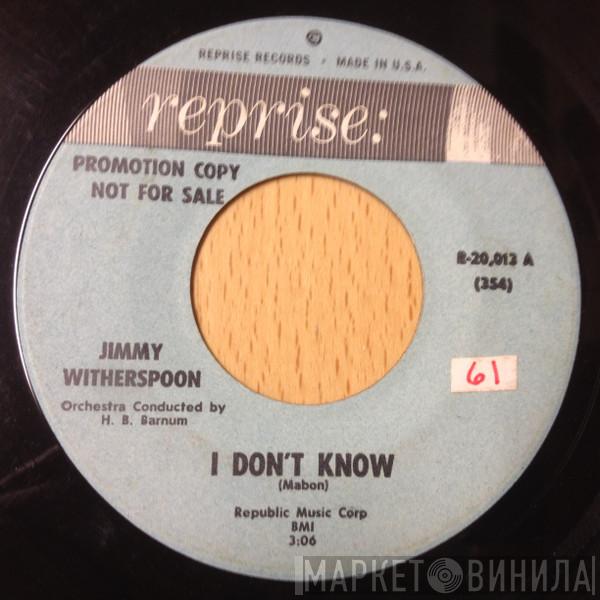 ℗
REPRISE RECORDS · MADE IN U.S.A.
reprise:
PROMOTION COPY
NOT FOR SALE
R-20,013 A
(354)
JIMMY
WITHERSPOON
61
Orchestra Conducted by
H. B. Barnum
I DON'T KNOW
(Mabon)
Republic Music Corp
BMI
3:06
МАРКЕТ ВИНИЛА